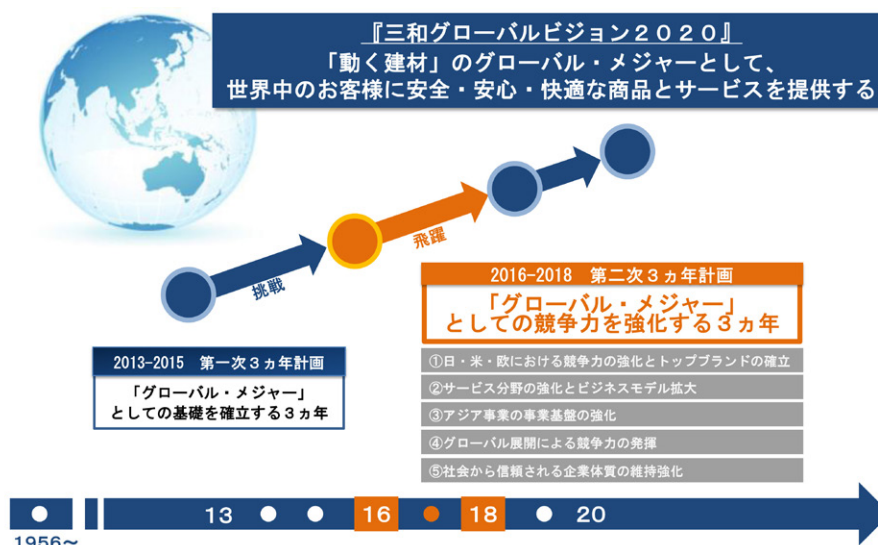 『三和グローバルビジョン２０２０』
「動く建材」のグローバル・メジャーとして、
世界中のお客様に安全・安心・快適な商品とサービスを提供する
飛躍
挑戦
2016-2018　第二次３ヵ年計画
「グローバル・メジャー」
としての競争力を強化する３ヵ年
2013-2015　第一次３ヵ年計画
「グローバル・メジャー」
としての基礎を確立する３ヵ年
①日・米・欧における競争力の強化とトップブランドの確立
②サービス分野の強化とビジネスモデル拡大
③アジア事業の事業基盤の強化
④グローバル展開による競争力の発揮
⑤社会から信頼される企業体質の維持強化
13 16 18 20
1956～